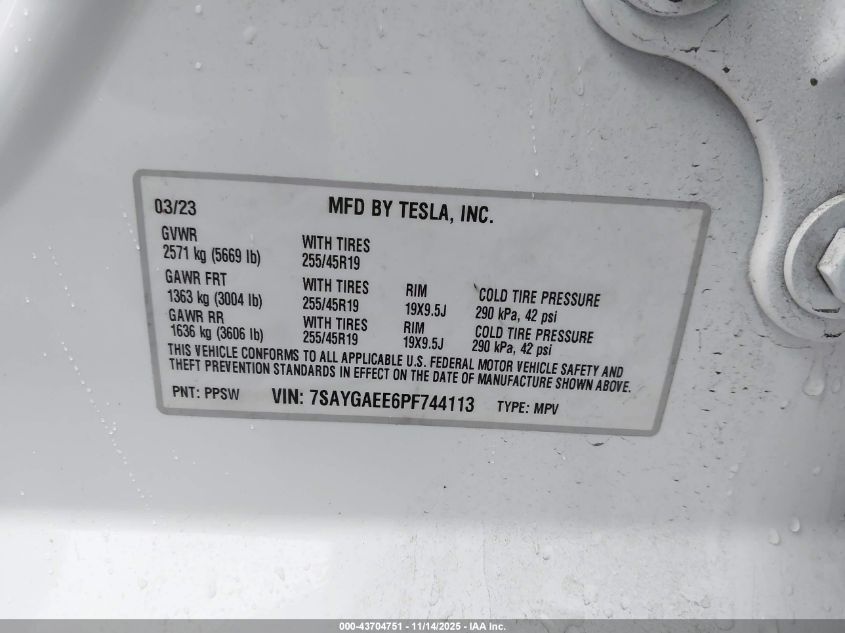 03/23 MFD BY TESLA, INC.
GVWR
2571 kg (5669 lb) WITH TIRES
255/45R19
GAWR FRT
1363 kg (3004 lb) WITH TIRES
255/45R19 RIM
19X9.5J COLD TIRE PRESSURE
290 kPa, 42 psi
GAWR RR
1636 kg (3606 lb) WITH TIRES
255/45R19 RIM
19X9.5J COLD TIRE PRESSURE
290 kPa, 42 psi
THIS VEHICLE CONFORMS TO ALL APPLICABLE U.S. FEDERAL MOTOR VEHICLE SAFETY AND
THEFT PREVENTION STANDARDS IN EFFECT ON THE DATE OF MANUFACTURE SHOWN ABOVE.
PNT: PPSW VIN: 7SAYGAEE6PF744113 TYPE: MPV
000-43704751 - 11/14/2025 - IAA Inc.